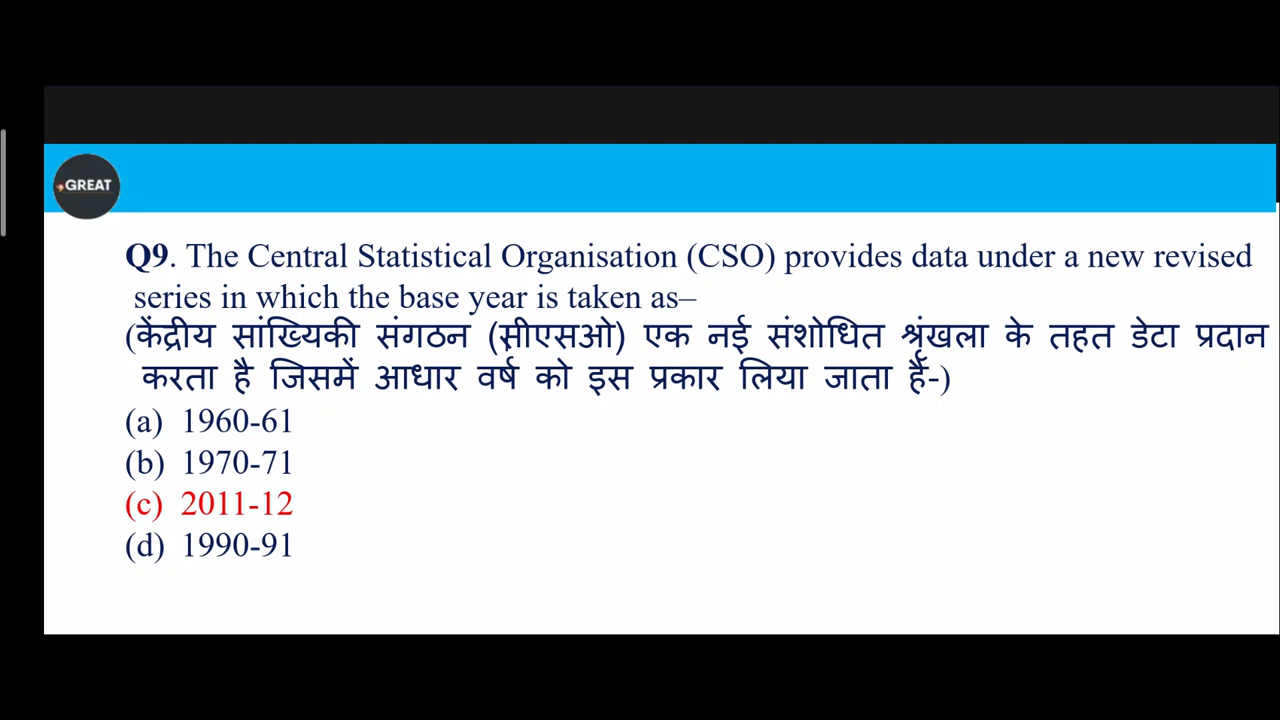 GREAT
Q9. The Central Statistical Organisation (CSO) provides data under a new revised
series in which the base year is taken as–
(केंद्रीय सांख्यिकी संगठन (सीएसओ) एक नई संशोधित श्रृंखला के तहत डेटा प्रदान
करता है जिसमें आधार वर्ष को इस प्रकार लिया जाता है-)
(a) 1960-61
(b) 1970-71
(c) 2011-12
(d) 1990-91